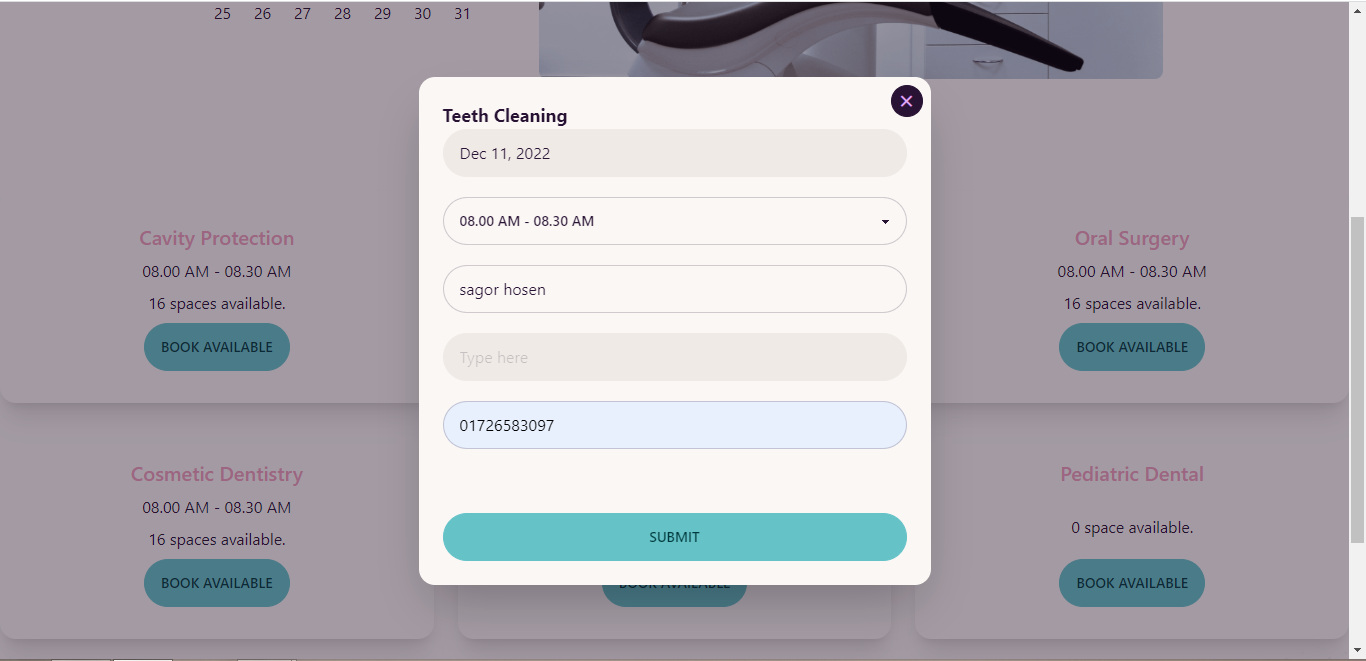 25 26 27 28 29 30 31
Teeth Cleaning
Dec 11, 2022
08.00 AM - 08.30 AM
sagor hosen
Type here
01726583097
SUBMIT
Cavity Protection
08.00 AM - 08.30 AM
16 spaces available.
BOOK AVAILABLE
Oral Surgery
08.00 AM - 08.30 AM
16 spaces available.
BOOK AVAILABLE
Cosmetic Dentistry
08.00 AM - 08.30 AM
16 spaces available.
BOOK AVAILABLE
BOOK AVAILABLE
Pediatric Dental
0 space available.
BOOK AVAILABLE